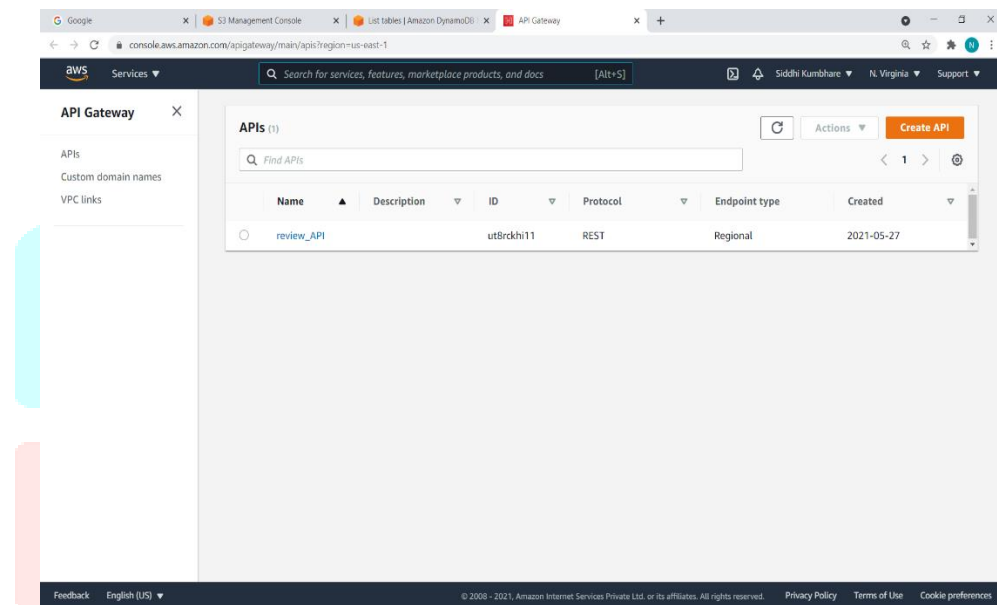 Google
S3 Management Console
List tables | Amazon DynamoDB
API Gateway
console.aws.amazon.com/apigateway/main/apis?region=us-east-1
N
aws
Services
Search for services, features, marketplace products, and docs [Alt+S]
Siddhi Kumbhare
N. Virginia
Support
API Gateway
APIs
Custom domain names
VPC links
APIs (1)
Actions
Create API
Find APIs
1
Name Description ID Protocol Endpoint type Created
review_API ut8rckhi11 REST Regional 2021-05-27
Feedback English (US) © 2008 - 2021, Amazon Internet Services Private Ltd. or its affiliates. All rights reserved. Privacy Policy Terms of Use Cookie preferences